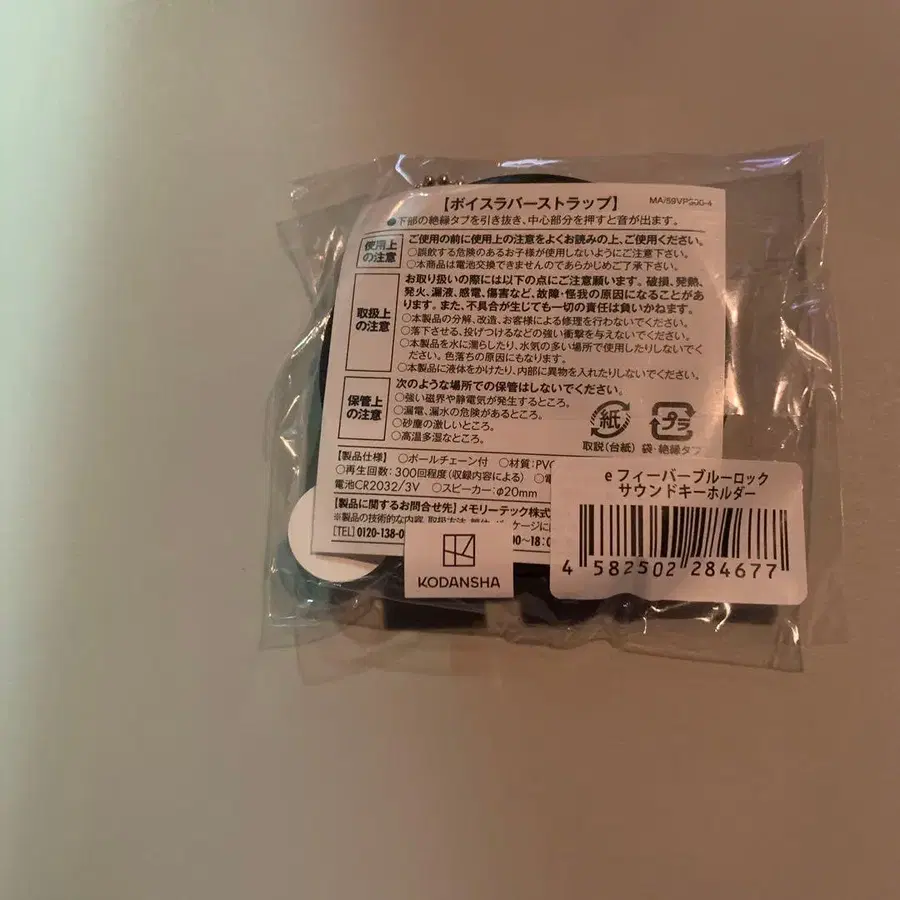 【ボイスラバーストラップ】
●下部の絶縁タブを引き抜き、中心部分を押すと音が出ます。
使用上の注意
ご使用の前に使用上の注意をよくお読みの上、ご使用ください。
○誤飲する危険のあるお子様が使用しないようにご注意下さい。
○本商品は電池交換できませんのであらかじめご了承下さい。
取扱上の注意
お取り扱いの際には以下の点にご注意願います。破損、発熱、
発火、漏液、感電、傷害など、故障・怪我の原因になることがあ
ります。また、不具合が生じても一切の責任は負いかねます。
○本製品の分解、改造、お客様による修理を行わないでください。
○落下させる、投げつけるなどの強い衝撃を与えないでください。
○本製品を水に濡らしたり、水気の多い場所で使用したりしないでく
ださい。色落ちの原因にもなります。
○本製品に液体をかけたり、内部に異物を入れたりしないでください。
保管上の注意
次のような場所での保管はしないでください。
○強い磁界や静電気が発生するところ。
○漏電、漏水の危険があるところ。
○砂塵の激しいところ。
○高温多湿なところ。
紙
取説(台紙)
プラ
袋・絶縁タブ
【製品仕様】 ○ボールチェーン付 ○材質:PVC
○再生回数:300回程度(収録内容による) ○電
電池CR2032/3V ○スピーカー:φ20mm
【製品に関するお問合せ先】メモリーテック株式
[TEL] 0120-138-0
KODANSHA
e フィーバーブルーロック
サウンドキーホルダー
4 582502 284677